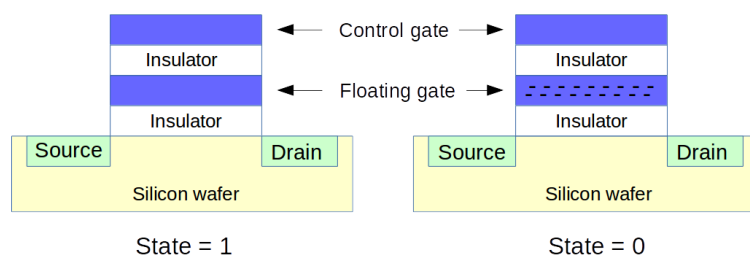 Control gate
Insulator
Insulator
Floating gate
Insulator
Insulator
Source
Drain
Source
Drain
Silicon wafer
Silicon wafer
State = 1
State = 0